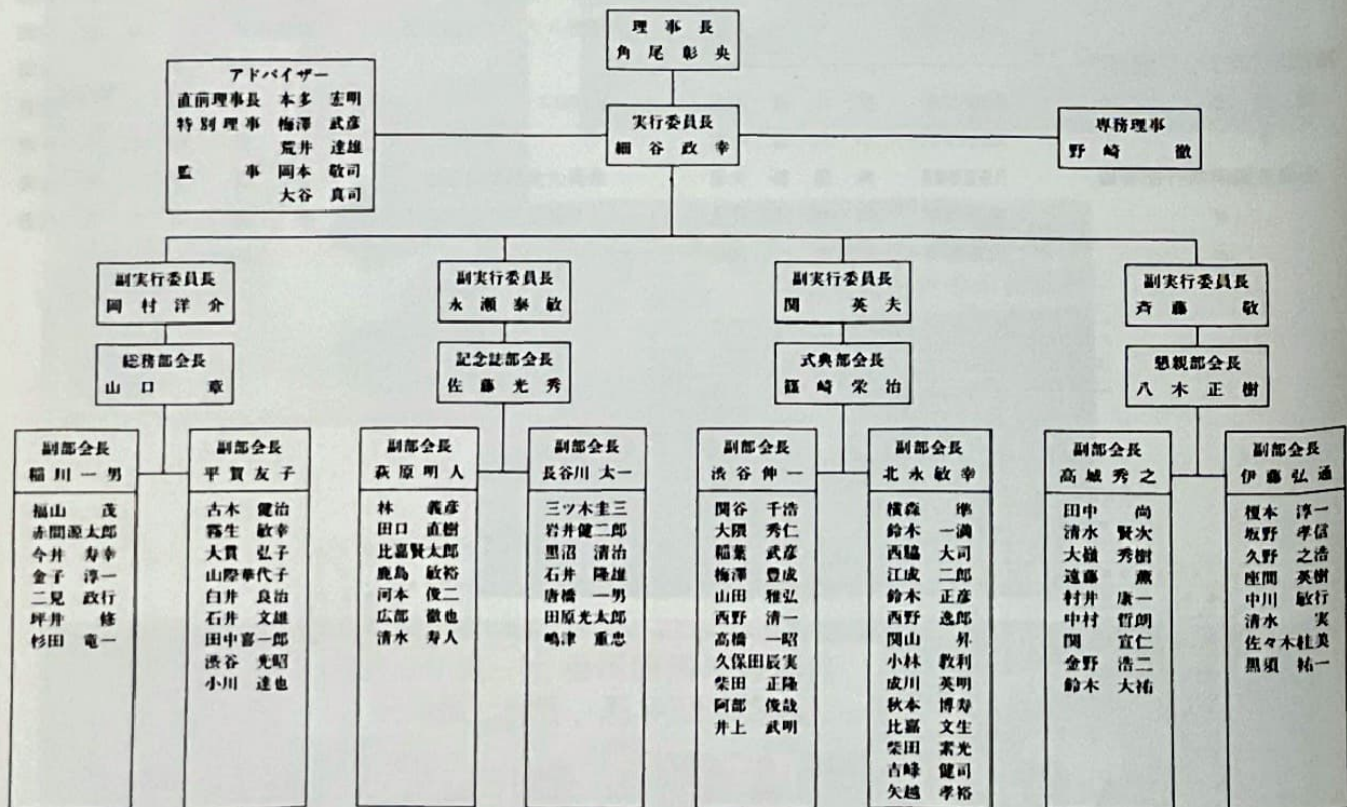 理事長
角尾彰央
アドバイザー
直前理事長 本多 憲明
特別理事 梅澤 武彦
荒井 達雄
監事 岡本 敬司
大谷 真司
実行委員長
細谷政幸
専務理事
野崎 徹
副実行委員長
岡村洋介
総務部会長
山口 章
副部会長
稲川一男
福山 茂
赤間源太郎
今井 寿幸
金子 淳一
二見 政行
坪井 修
杉田 竜一
副部会長
平賀友子
古木 健治
霧生 敏幸
大貫 弘子
山際華代子
白井 良治
石井 文雄
田中喜一郎
渋谷 光昭
小川 達也
副実行委員長
永瀬泰敏
記念誌部会長
佐藤光秀
副部会長
萩原明人
林 義彦
田口 直樹
比嘉賢太郎
鹿島 敏裕
河本 俊二
広部 徹也
清水 寿人
副部会長
長谷川太一
三ツ木圭三
岩井健二郎
黒沼 清治
石井 隆雄
唐橋 一男
田原光太郎
嶋津 重忠
副実行委員長
関 英夫
式典部会長
篠崎栄治
副部会長
渋谷伸一
関谷 千浩
大隈 秀仁
稲葉 武彦
梅澤 豊成
山田 雅弘
西野 清一
高橋 一昭
久保田辰実
柴田 正隆
阿部 俊哉
井上 武明
副部会長
北永敏幸
横森
鈴木 一満
西脇 大司
江成 二郎
鈴木 正彦
西野 逸郎
関山 昇
小林 教利
成川 英明
秋本 博寿
比嘉 文生
柴田 素光
吉峰 健司
矢越 孝裕
副実行委員長
斉藤 敬
懇親部会長
八木正樹
副部会長
高城秀之
田中 尚
清水 賢次
大嶺 秀樹
遠藤 薫
村井 康一
中村 哲朗
関 宣仁
金野 浩二
鈴木 大祐
副部会長
伊藤弘通
榎本 淳一
坂野 孝信
久野 之浩
座間 英樹
中川 敏行
清水 実
佐々木桂美
黒須 祐一